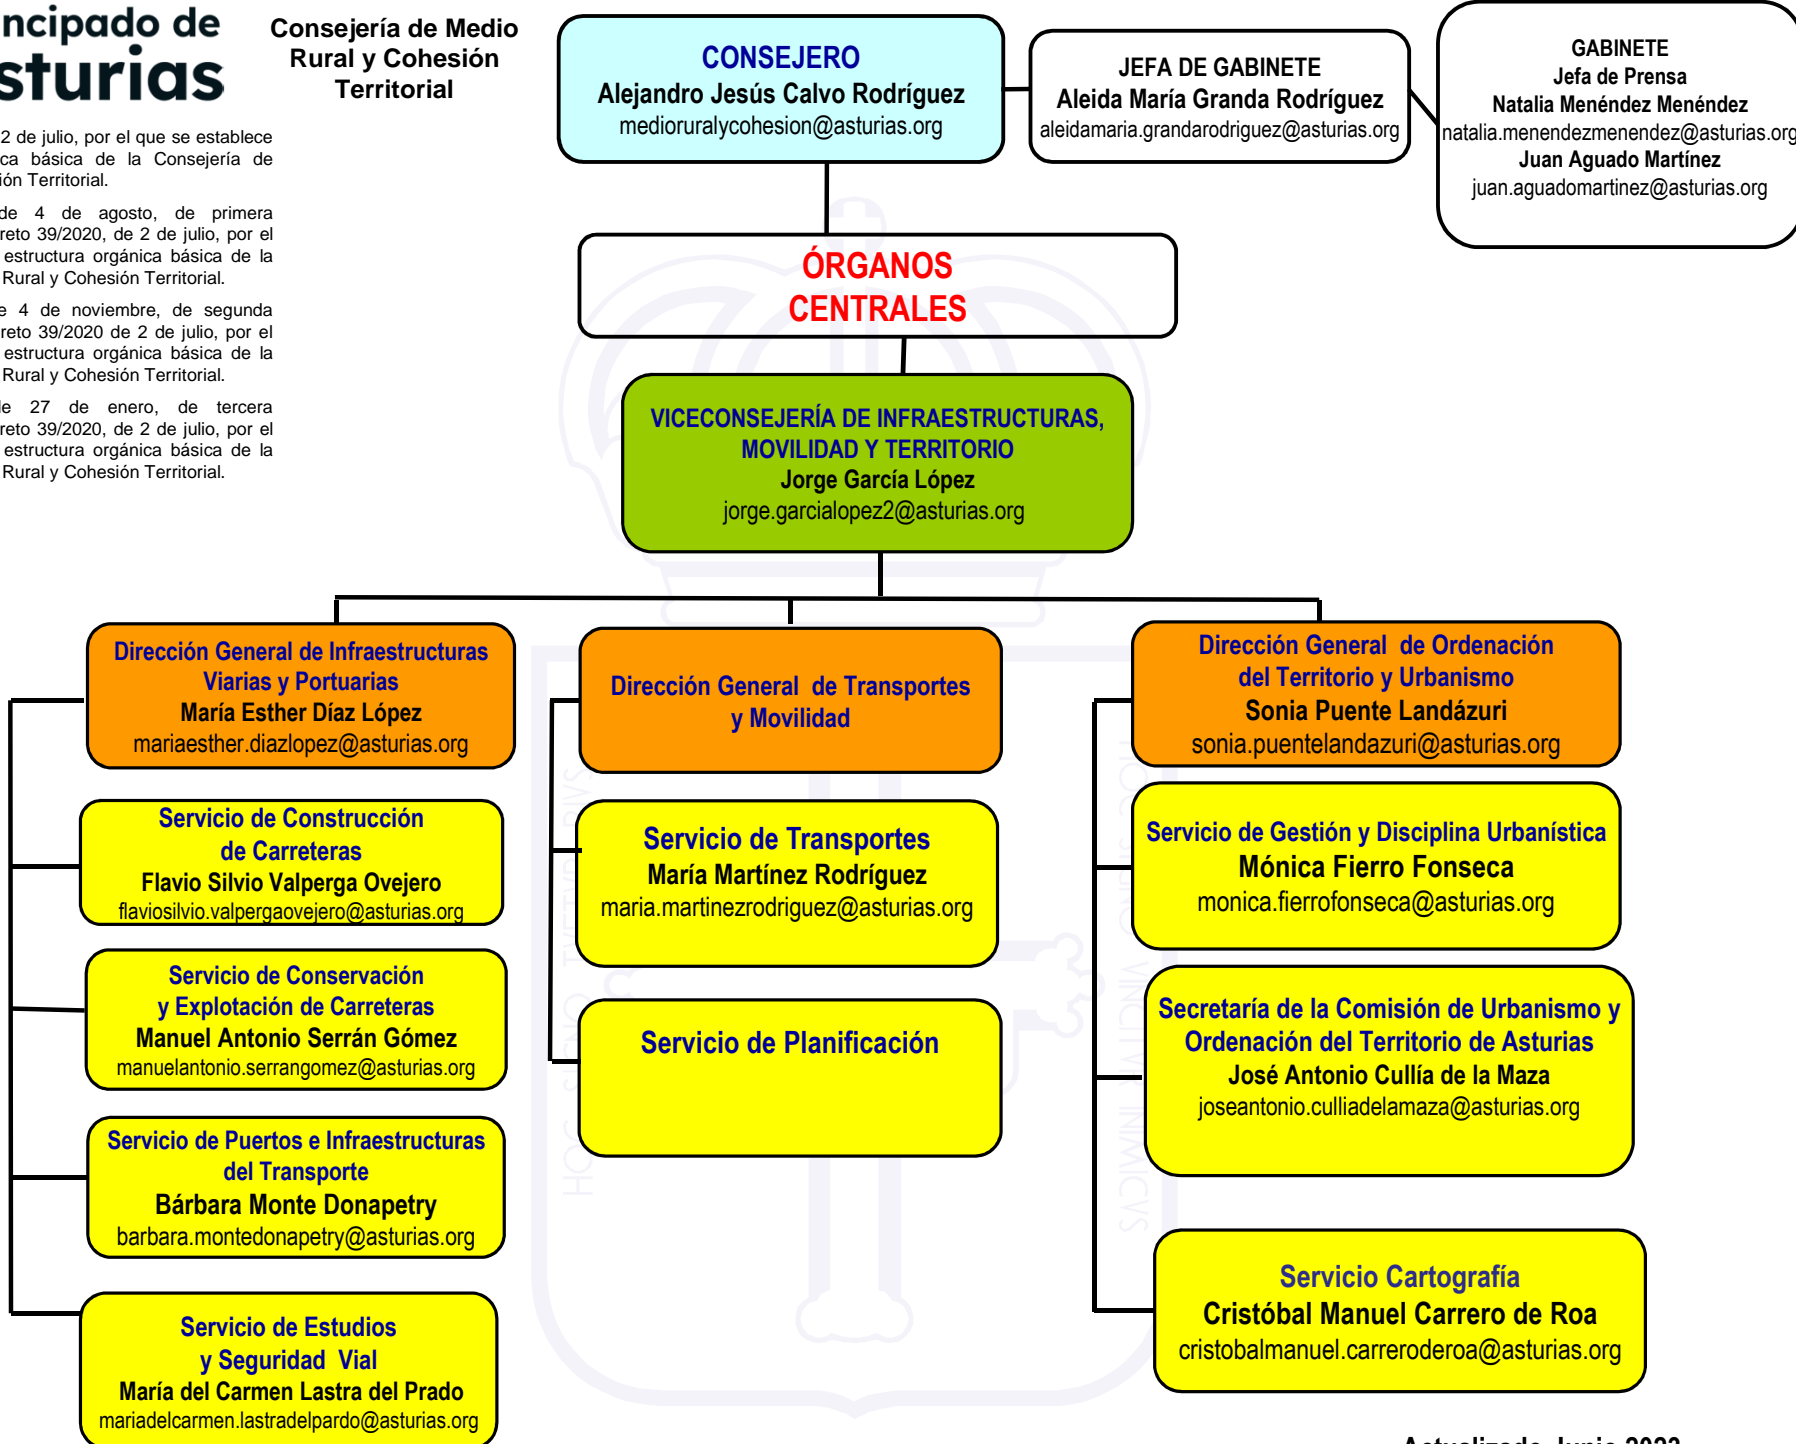 ncipado de
sturias
Consejería de Medio
Rural y Cohesión
Territorial
2 de julio, por el que se establece
ca básica de la Consejería de
ión Territorial.
de 4 de agosto, de primera
reto 39/2020, de 2 de julio, por el
estructura orgánica básica de la
Rural y Cohesión Territorial.
e 4 de noviembre, de segunda
reto 39/2020 de 2 de julio, por el
estructura orgánica básica de la
Rural y Cohesión Territorial.
de 27 de enero, de tercera
reto 39/2020, de 2 de julio, por el
estructura orgánica básica de la
Rural y Cohesión Territorial.
CONSEJERO
Alejandro Jesús Calvo Rodríguez
medioruralycohesion@asturias.org
JEFA DE GABINETE
Aleida María Granda Rodríguez
aleidamaria.grandarodriguez@asturias.org
GABINETE
Jefa de Prensa
Natalia Menéndez Menéndez
natalia.menendezmenendez@asturias.org
Juan Aguado Martínez
juan.aguadomartinez@asturias.org
ÓRGANOS
CENTRALES
VICECONSEJERÍA DE INFRAESTRUCTURAS,
MOVILIDAD Y TERRITORIO
Jorge García López
jorge.garcialopez2@asturias.org
Dirección General de Infraestructuras
Viarias y Portuarias
María Esther Díaz López
mariaesther.diazlopez@asturias.org
Servicio de Construcción
de Carreteras
Flavio Silvio Valperga Ovejero
flaviosilvio.valpergaovejero@asturias.org
Servicio de Conservación
y Explotación de Carreteras
Manuel Antonio Serrán Gómez
manuelantonio.serrangomez@asturias.org
Servicio de Puertos e Infraestructuras
del Transporte
Bárbara Monte Donapetry
barbara.montedonapetry@asturias.org
Servicio de Estudios
y Seguridad Vial
María del Carmen Lastra del Prado
mariadelcarmen.lastradelpardo@asturias.org
Dirección General de Transportes
y Movilidad
Servicio de Transportes
María Martínez Rodríguez
maria.martinezrodriguez@asturias.org
Servicio de Planificación
Dirección General de Ordenación
del Territorio y Urbanismo
Sonia Puente Landázuri
sonia.puentelandazuri@asturias.org
Servicio de Gestión y Disciplina Urbanística
Mónica Fierro Fonseca
monica.fierrofonseca@asturias.org
Secretaría de la Comisión de Urbanismo y
Ordenación del Territorio de Asturias
José Antonio Cullía de la Maza
joseantonio.culliadelamaza@asturias.org
Servicio Cartografía
Cristóbal Manuel Carrero de Roa
cristobalmanuel.carreroderoa@asturias.org
Actualizado Junio 2023